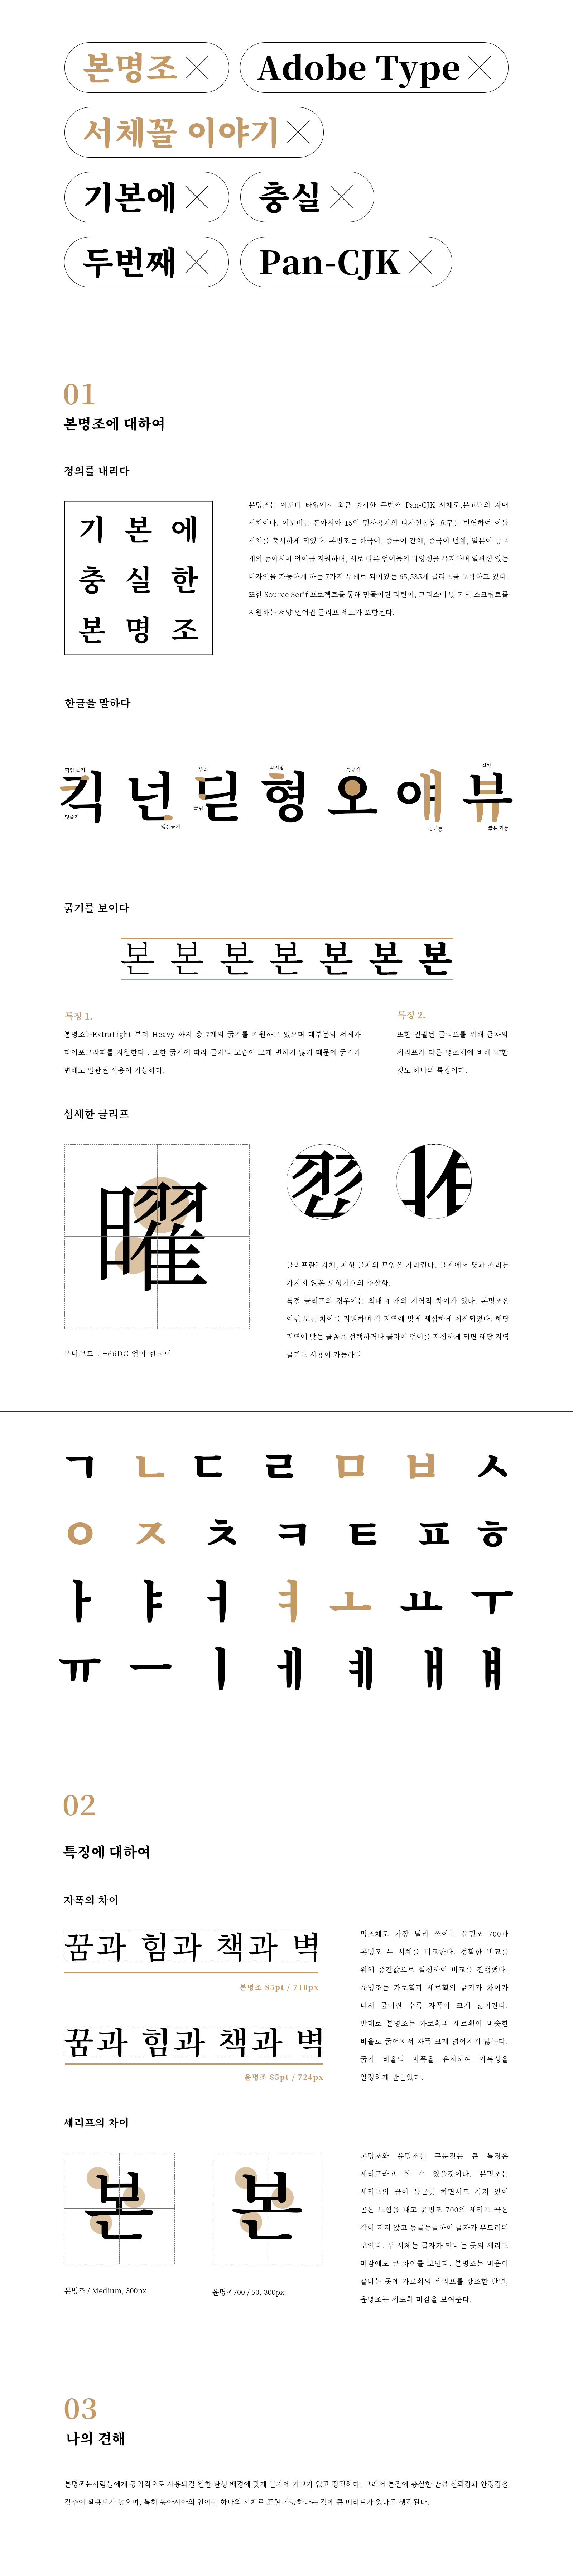 본명조
Adobe Type
서체꼴 이야기
기본에
충실
두번째
Pan-CJK
01
본명조에 대하여
정의를 내리다
기 본 에
충 실 한
본 명 조
본명조는 어도비 타입에서 최근 출시한 두번째 Pan-CJK 서체로,본고딕의 자매
서체이다. 어도비는 동아시아 15억 명사용자의 디자인통합 요구를 반영하여 이들
서체를 출시하게 되었다. 본명조는 한국어, 중국어 간체, 중국어 번체, 일본어 등 4
개의 동아시아 언어를 지원하며, 서로 다른 언어들의 다양성을 유지하며 일관성 있는
디자인을 가능하게 하는 7가지 두께로 되어있는 65,535개 글리프를 포함하고 있다.
또한 Source Serif 프로젝트를 통해 만들어진 라틴어, 그리스어 및 키릴 스크립트를
지원하는 서양 언어권 글리프 세트가 포함된다.
한글을 말하다
부리
꼭지점
속공간
겹침
킥 넌 딛 형 오 얘 뷰
굽힘
맺음돌기
겹기둥
짧은 기둥
굵기를 보이다
본 본 본 본 본 본 본
특징 1.
본명조는ExtraLight 부터 Heavy 까지 총 7개의 굵기를 지원하고 있으며 대부분의 서체가
타이포그라피를 지원한다 . 또한 굵기에 따라 글자의 모습이 크게 변하기 않기 때문에 굵기가
변해도 일관된 사용이 가능하다.
특징 2.
또한 일괄된 글리프를 위해 글자의
세리프가 다른 명조체에 비해 약한
것도 하나의 특징이다.
섬세한 글리프
曜
유니코드 U+66DC 언어 한국어
글리프란? 자체, 자형 글자의 모양을 가리킨다. 글자에서 뜻과 소리를
가지지 않은 도형기호의 추상화.
특정 글리프의 경우에는 최대 4 개의 지역적 차이가 있다. 본명조은
이런 모든 차이를 지원하며 각 지역에 맞게 세심하게 제작되었다. 해당
지역에 맞는 글꼴을 선택하거나 글자에 언어를 지정하게 되면 해당 지역
글리프 사용이 가능하다.
ㄱ ㄴ ㄷ ㄹ ㅁ ㅂ ㅅ
ㅇ ㅈ ㅊ ㅋ ㅌ ㅍ ㅎ
ㅏ ㅑ ㅓ ㅕ ㅗ ㅛ ㅜ
ㅠ ㅡ ㅣ ㅔ ㅖ ㅐ ㅒ
02
특징에 대하여
자폭의 차이
꿈과 힘과 책과 벽
본명조 85pt / 710px
꿈과 힘과 책과 벽
윤명조 85pt / 724px
명조체로 가장 널리 쓰이는 윤명조 700과
본명조 두 서체를 비교한다. 정확한 비교를
위해 중간값으로 설정하여 비교를 진행했다.
윤명조는 가로획과 세로획의 굵기가 차이가
나서 굵어질 수록 자폭이 크게 넓어진다.
반대로 본명조는 가로획과 세로획이 비슷한
비율로 굵어져서 자폭 크게 넓어지지 않는다.
굵기 비율의 자폭을 유지하여 가독성을
일정하게 만들었다.
세리프의 차이
본
본
본명조 / Medium, 300px
윤명조700 / 50, 300px
본명조와 윤명조를 구분짓는 큰 특징은
세리프라고 할 수 있을것이다. 본명조는
세리프의 끝이 둥근듯 하면서도 각져 있어
곧은 느낌을 내고 윤명조 700의 세리프 끝은
각이 지지 않고 둥글둥글하여 글자가 부드러워
보인다. 두 서체는 글자가 만나는 곳의 세리프
마감에도 큰 차이를 보인다. 본명조는 비읍이
끝나는 곳에 가로획의 세리프를 강조한 반면,
윤명조는 세로획 마감을 보여준다.
03
나의 견해
본명조는사람들에게 공익적으로 사용되길 원한 탄생 배경에 맞게 글자에 기교가 없고 정직하다. 그래서 본질에 충실한 만큼 신뢰감과 안정감을
갖추어 활용도가 높으며, 특히 동아시아의 언어를 하나의 서체로 표현 가능하다는 것에 큰 메리트가 있다고 생각된다.